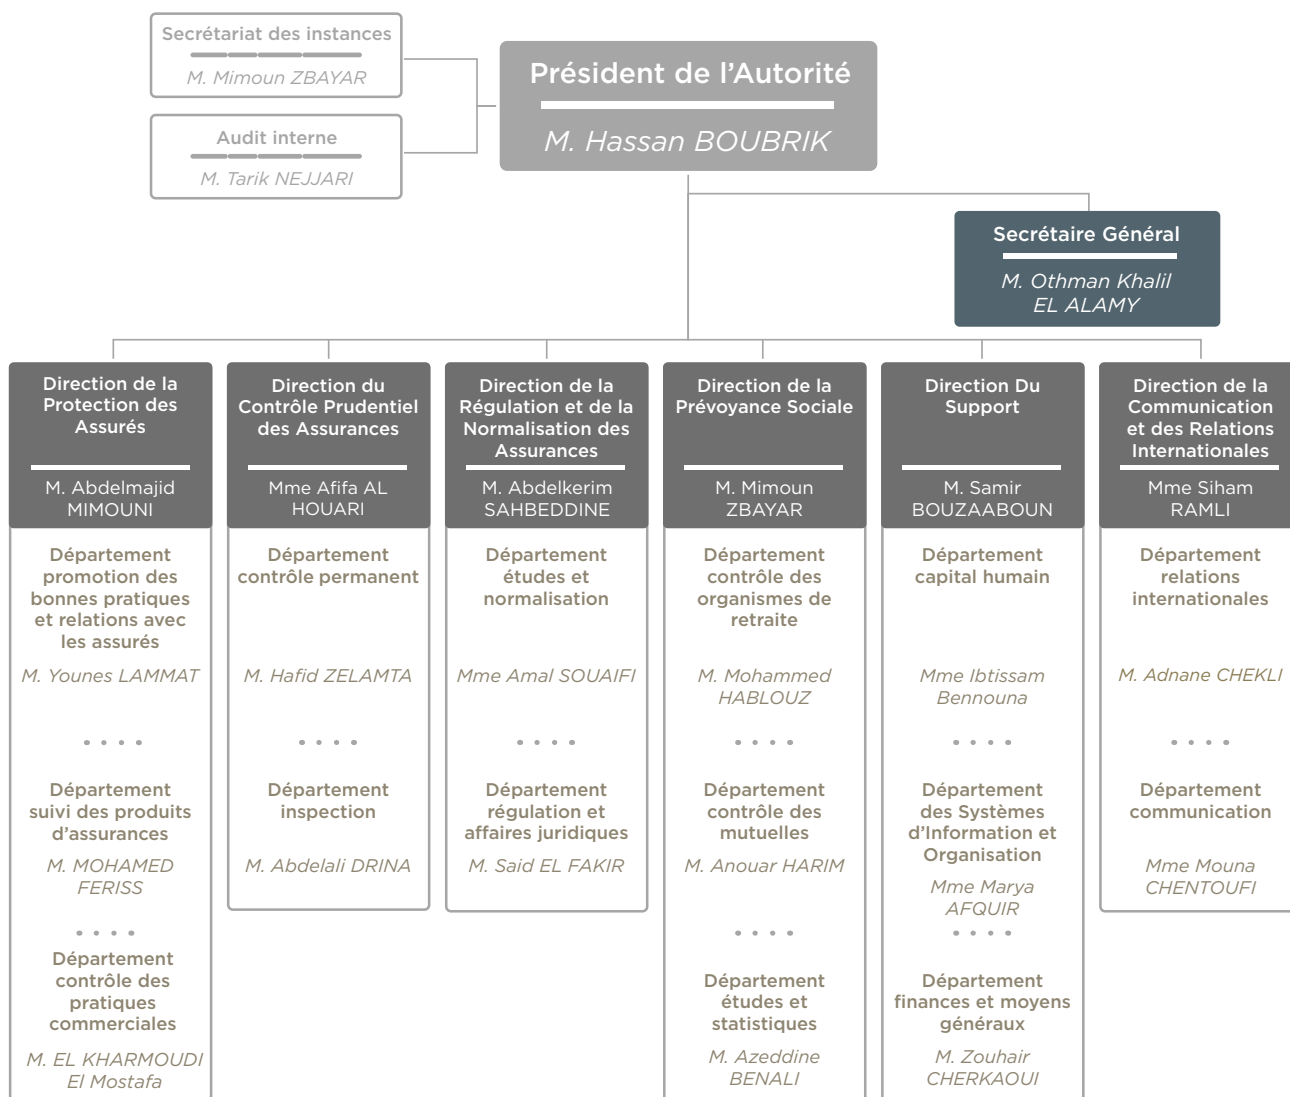 Secrétariat des instances
M. Mimoun ZBAYAR
Audit interne
M. Tarik NEJJARI
Président de l'Autorité
M. Hassan BOUBRIK
Secrétaire Général
M. Othman Khalil
EL ALAMY
Direction de la
Protection des
Assurés
M. Abdelmajid
MIMOUNI
Département
promotion des
bonnes pratiques
et relations avec
les assurés
M. Younes LAMMAT
Département
suivi des produits
d'assurances
M. MOHAMED
FERISS
Département
contrôle des
pratiques
commerciales
M. EL KHARMOUDI
El Mostafa
Direction du
Contrôle Prudentiel
des Assurances
Mme Afifa AL
HOUARI
Département
contrôle permanent
M. Hafid ZELAMTA
Département
inspection
M. Abdelali DRINA
Direction de la
Régulation et de la
Normalisation des
Assurances
M. Abdelkerim
SAHBEDDINE
Département
études et
normalisation
Mme Amal SOUAIFI
Département
régulation et
affaires juridiques
M. Said EL FAKIR
Direction de la
Prévoyance Sociale
M. Mimoun
ZBAYAR
Département
contrôle des
organismes de
retraite
M. Mohammed
HABLOUZ
Département
contrôle des
mutuelles
M. Anouar HARIM
Département
études et
statistiques
M. Azeddine
BENALI
Direction Du
Support
M. Samir
BOUZAABOUN
Département
capital humain
Mme Ibtissam
Bennouna
Département
des Systèmes
d'Information et
Organisation
Mme Marya
AFQUIR
Département
finances et moyens
généraux
M. Zouhair
CHERKAOUI
Direction de la
Communication
et des Relations
Internationales
Mme Siham
RAMLI
Département
relations
internationales
M. Adnane CHEKLI
Département
communication
Mme Mouna
CHENTOUFI